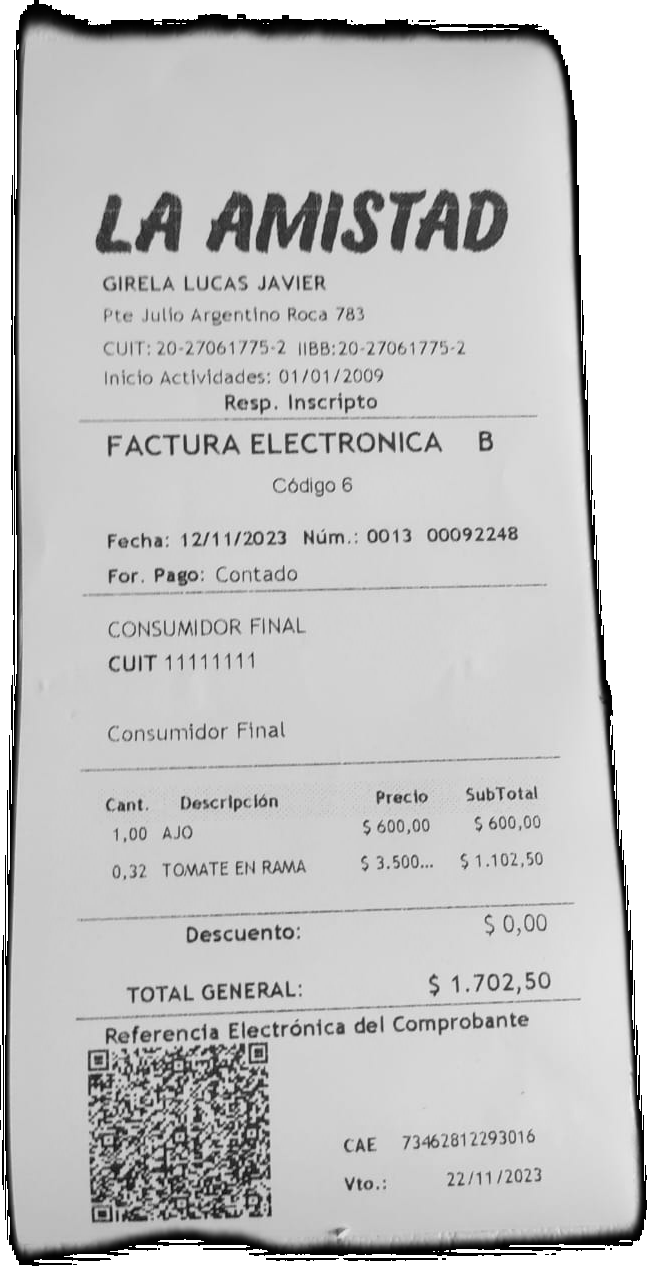 LA AMISTAD
GIRELA LUCAS JAVIER
Pte Julio Argentino Roca 783
CUIT: 20-27061775-2 IIBB:20-27061775-2
Inicio Actividades: 01/01/2009
Resp. Inscripto
FACTURA ELECTRONICA B
Código 6
Fecha: 12/11/2023 Núm.: 0013 00092248
For. Pago: Contado
CONSUMIDOR FINAL
CUIT 11111111
Consumidor Final
Cant. Descripción Precio SubTotal
1,00 AJO $ 600,00 $ 600,00
0,32 TOMATE EN RAMA $ 3.500... $ 1.102,50
Descuento: $ 0,00
TOTAL GENERAL: $ 1.702,50
Referencia Electrónica del Comprobante
CAE 73462812293016
Vto.: 22/11/2023